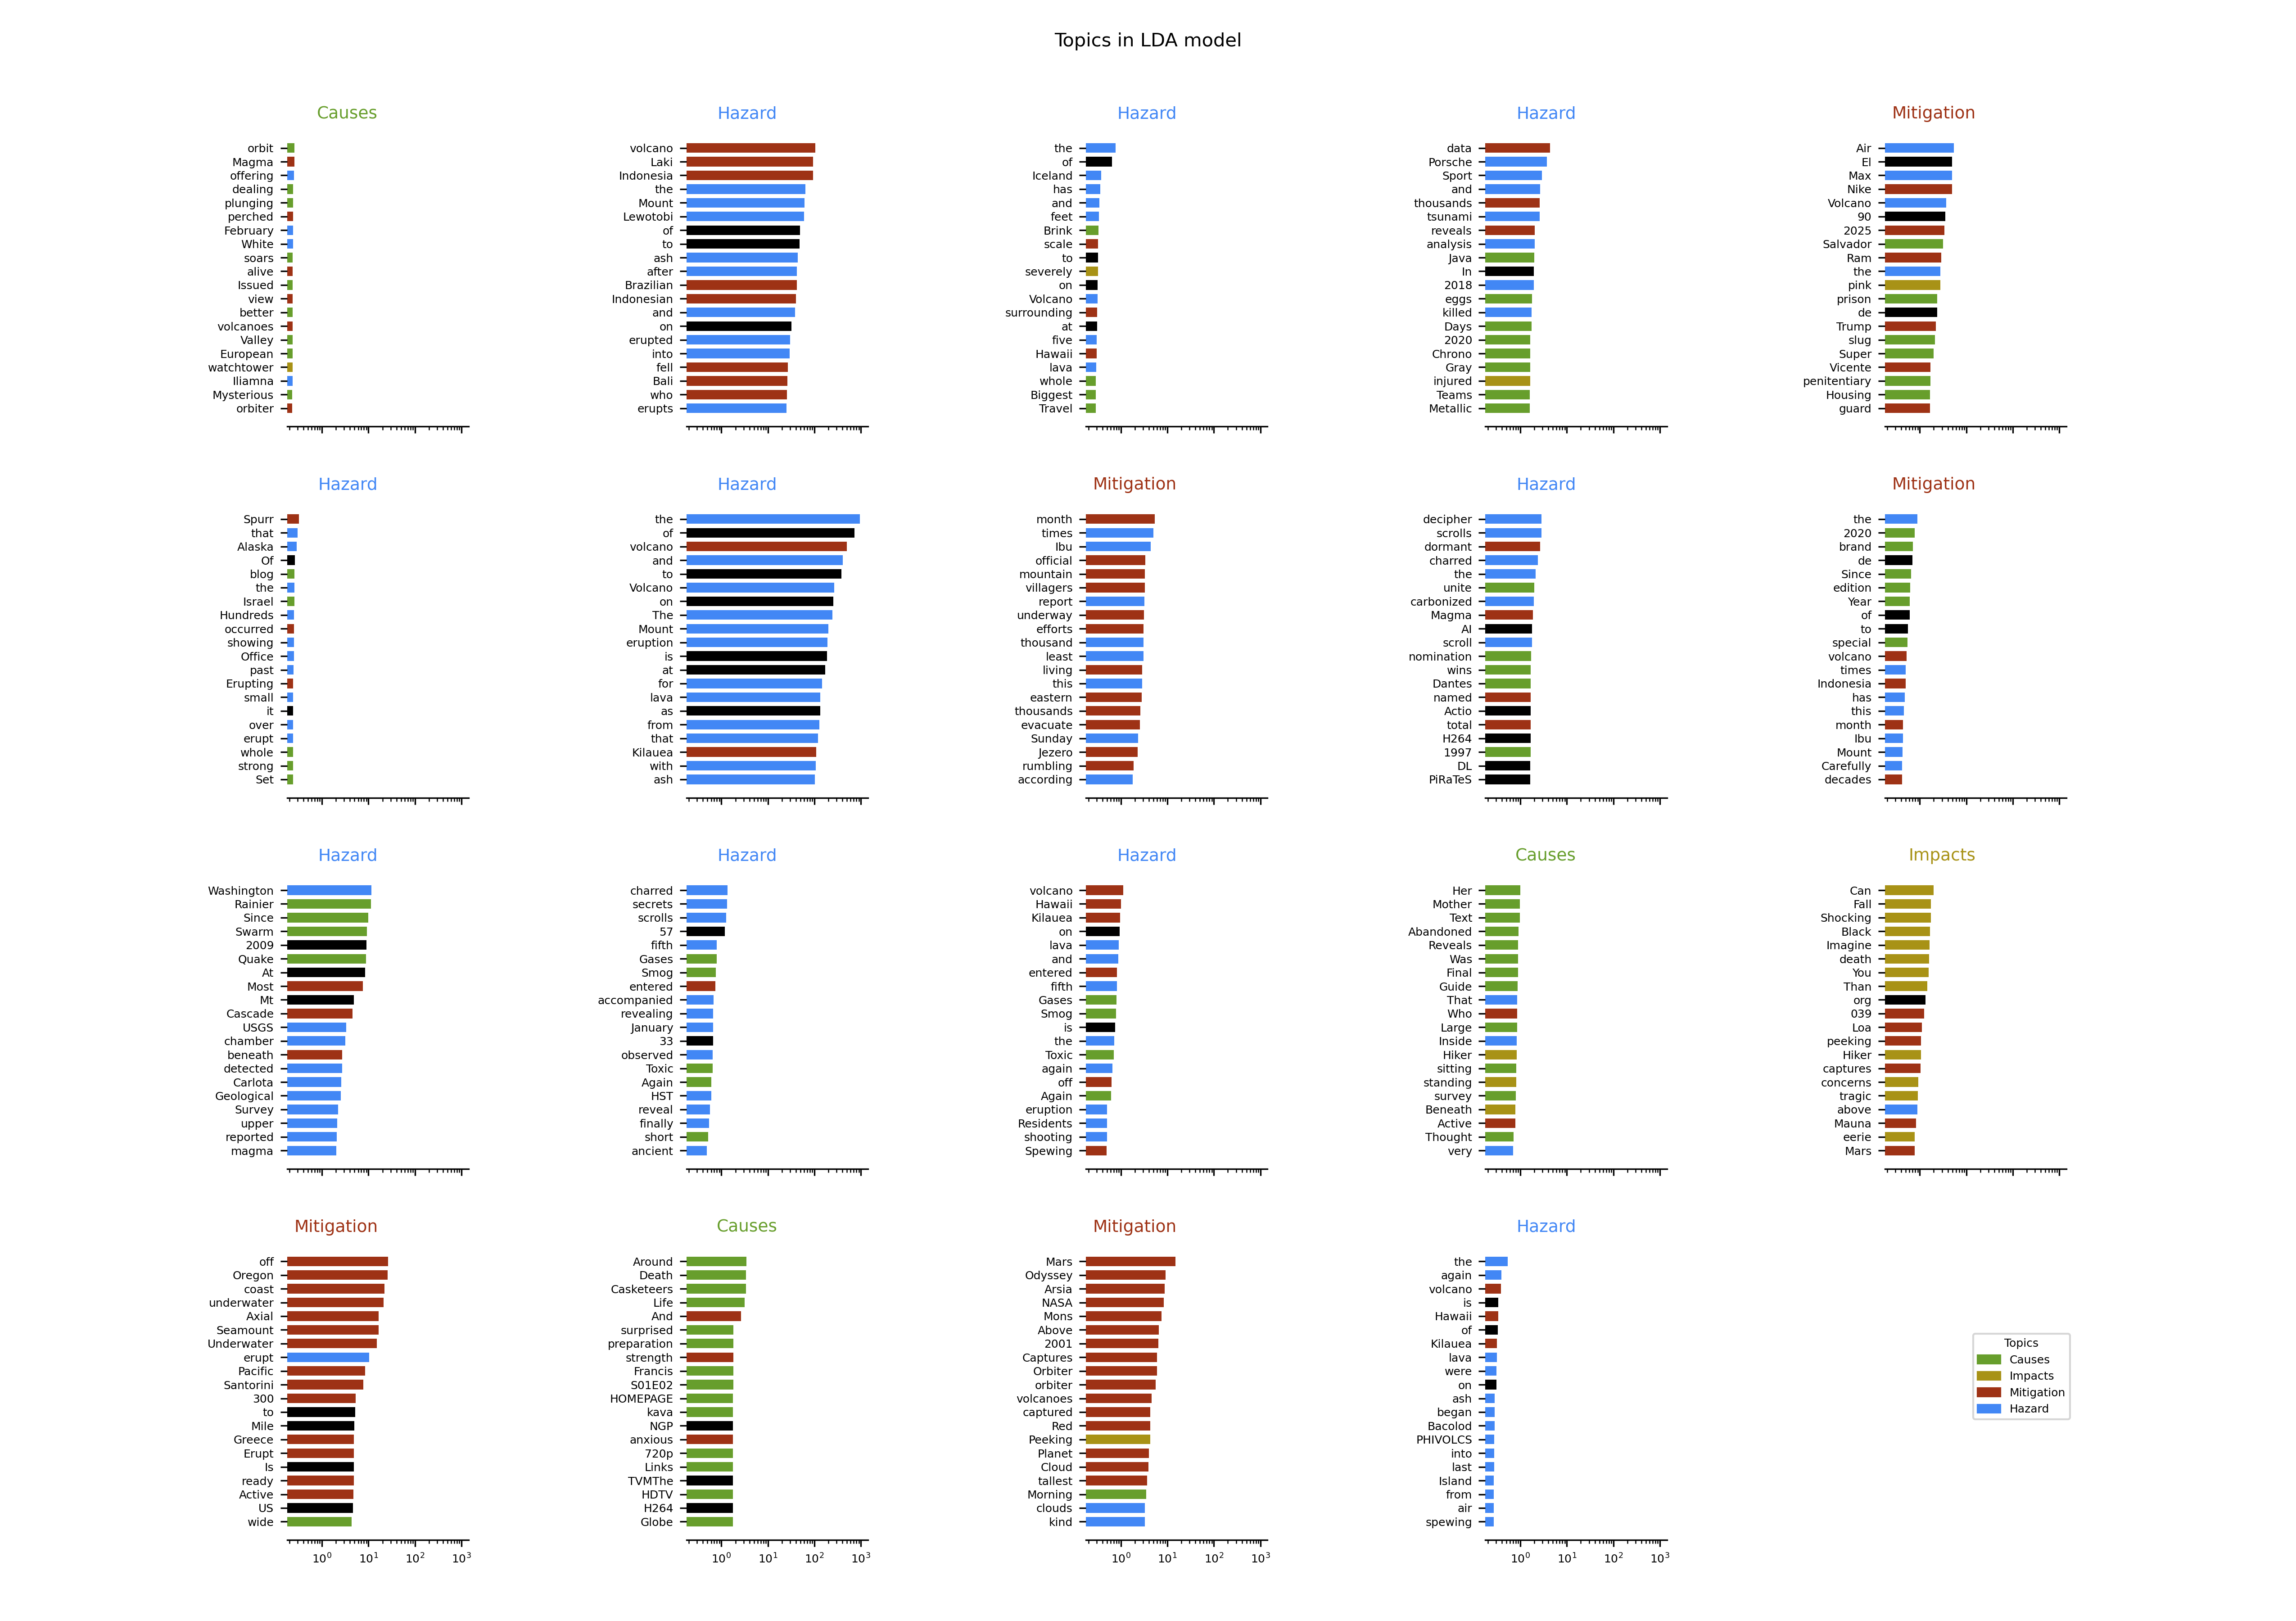 Topics in LDA model
Causes
orbit
Magma
offering
dealing
plunging
perched
February
White
soars
alive
Issued
view
better
volcanoes
Valley
European
watchtower
Iliamna
Mysterious
orbiter
Hazard
volcano
Laki
Indonesia
the
Mount
Lewotobi
of
to
ash
after
Brazilian
Indonesian
and
on
erupted
into
fell
Bali
who
erupts
Hazard
the
of
Iceland
has
and
feet
Brink
scale
to
severely
on
Volcano
surrounding
at
five
Hawaii
lava
whole
Biggest
Travel
Hazard
data
Porsche
Sport
and
thousands
tsunami
reveals
analysis
Java
In
2018
eggs
killed
Days
2020
Chrono
Gray
injured
Teams
Metallic
Mitigation
Air
El
Max
Nike
Volcano
90
2025
Salvador
Ram
the
pink
prison
de
Trump
slug
Super
Vicente
penitentiary
Housing
guard
Hazard
Spurr
that
Alaska
Of
blog
the
Israel
Hundreds
occurred
showing
Office
past
Erupting
small
it
over
erupt
whole
strong
Set
Hazard
the
of
volcano
and
to
Volcano
on
The
Mount
eruption
is
at
for
lava
as
from
that
Kilauea
with
ash
Mitigation
month
times
Ibu
official
mountain
villagers
report
underway
efforts
thousand
least
living
this
eastern
thousands
evacuate
Sunday
Jezero
rumbling
according
Hazard
decipher
scrolls
dormant
charred
the
unite
carbonized
Magma
AI
scroll
nomination
wins
Dantes
named
Actio
total
H264
1997
DL
PiRaTeS
Mitigation
the
2020
brand
de
Since
edition
Year
of
to
special
volcano
times
Indonesia
has
this
month
Ibu
Mount
Carefully
decades
Hazard
Washington
Rainier
Since
Swarm
2009
Quake
At
Most
Mt
Cascade
USGS
chamber
beneath
detected
Carlota
Geological
Survey
upper
reported
magma
Hazard
charred
secrets
scrolls
57
fifth
Gases
Smog
entered
accompanied
revealing
January
33
observed
Toxic
Again
HST
reveal
finally
short
ancient
Hazard
volcano
Hawaii
Kilauea
on
lava
and
entered
fifth
Gases
Smog
is
the
Toxic
again
off
Again
eruption
Residents
shooting
Spewing
Causes
Her
Mother
Text
Abandoned
Reveals
Was
Final
Guide
That
Who
Large
Inside
Hiker
sitting
standing
survey
Beneath
Active
Thought
very
Impacts
Can
Fall
Shocking
Black
Imagine
death
You
Than
org
039
Loa
peeking
Hiker
captures
concerns
tragic
above
Mauna
eerie
Mars
Mitigation
off
Oregon
coast
underwater
Axial
Seamount
Underwater
erupt
Pacific
Santorini
300
to
Mile
Greece
Erupt
Is
ready
Active
US
wide
10⁰ 10¹ 10² 10³
Causes
Around
Death
Casketeers
Life
And
surprised
preparation
strength
Francis
S01E02
HOMEPAGE
kava
NGP
anxious
720p
Links
TVMThe
HDTV
H264
Globe
10⁰ 10¹ 10² 10³
Mitigation
Mars
Odyssey
Arsia
NASA
Mons
Above
2001
Captures
Orbiter
orbiter
volcanoes
captured
Red
Peeking
Planet
Cloud
tallest
Morning
clouds
kind
10⁰ 10¹ 10² 10³
Hazard
the
again
volcano
is
Hawaii
of
Kilauea
lava
were
on
ash
began
Bacolod
PHIVOLCS
into
last
Island
from
air
spewing
10⁰ 10¹ 10² 10³
Topics
Causes
Impacts
Mitigation
Hazard